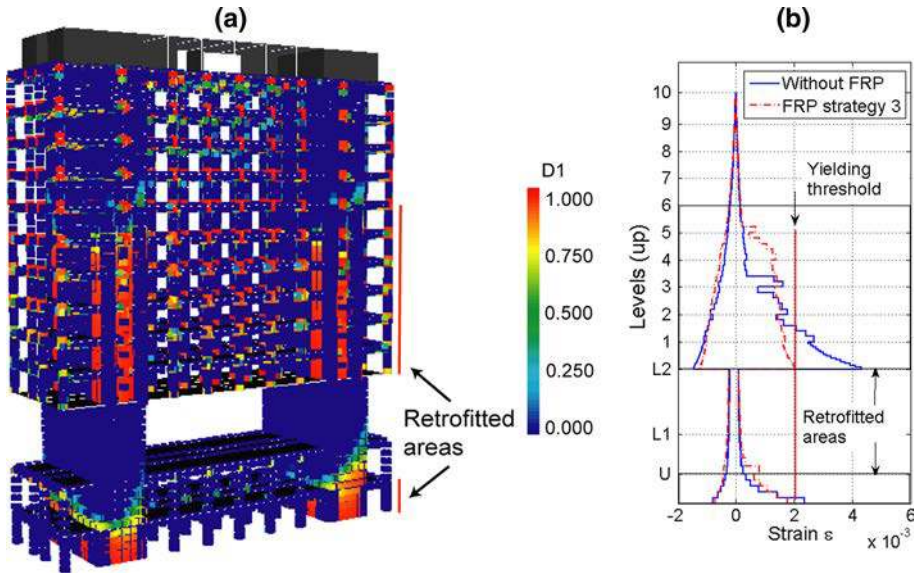 (a)
D1
1.000
0.750
0.500
0.250
0.000
Retrofitted
areas
(b)
Without FRP
FRP strategy 3
Yielding
threshold
Levels (up)
10
9
8
7
6
5
4
3
2
1
L2
L1
U
Retrofitted
areas
-2
0
2
4
6
Strain ε
x 10⁻³